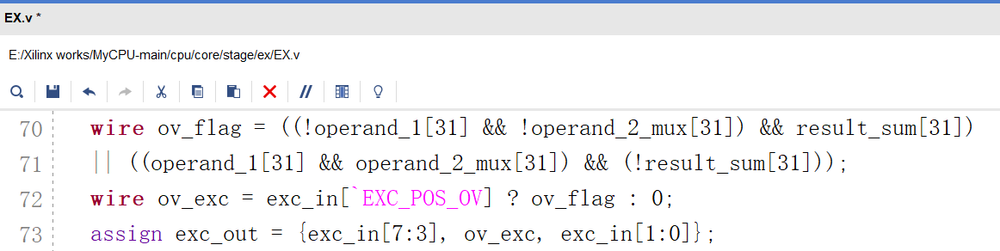 EX.v *
E:/Xilinx works/MyCPU-main/cpu/core/stage/ex/EX.v
70 wire ov_flag = ((!operand_1[31] && !operand_2_mux[31]) && result_sum[31])
71 || ((operand_1[31] && operand_2_mux[31]) && (!result_sum[31]));
72 wire ov_exc = exc_in[`EXC_POS_OV] ? ov_flag : 0;
73 assign exc_out = {exc_in[7:3], ov_exc, exc_in[1:0]};